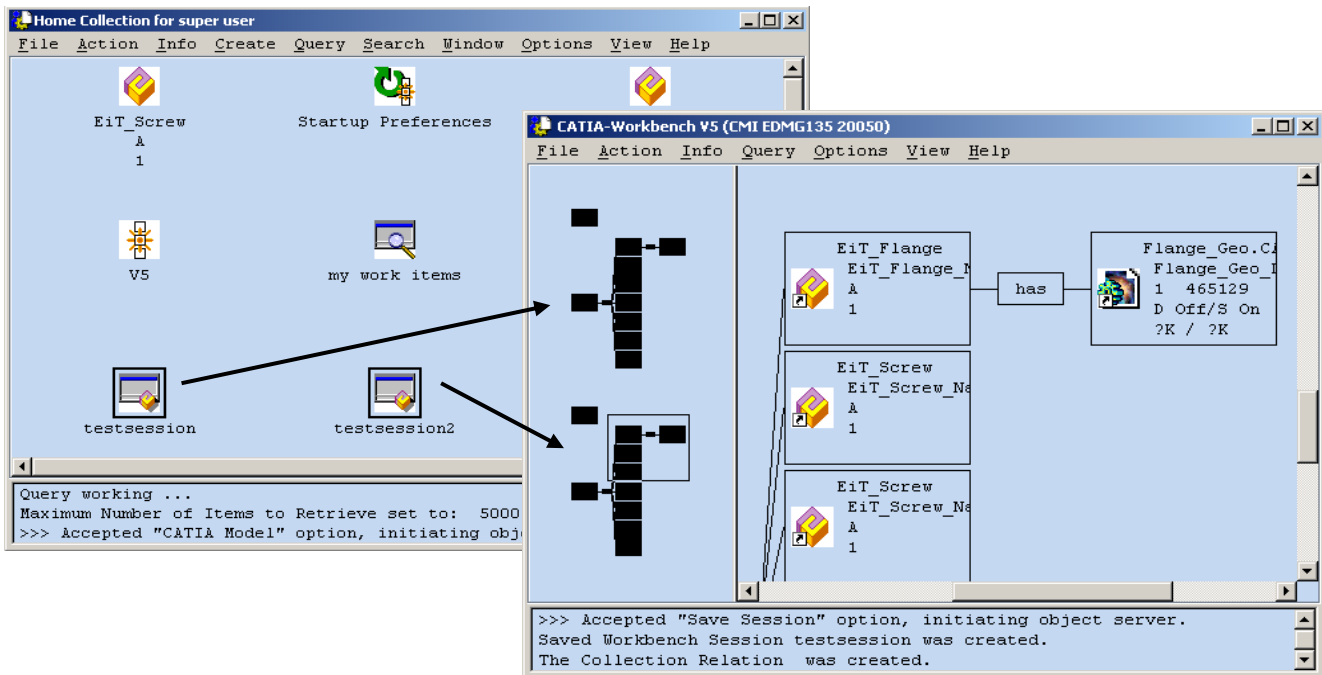 Home Collection for super user
File Action Info Create Query Search Window Options View Help
EiT_Screw
A
1
Startup Preferences
V5
my work items
testsession
testsession2
Query working ...
Maximum Number of Items to Retrieve set to: 5000
>>> Accepted "CATIA Model" option, initiating obj
CATIA-Workbench V5 (CMI EDMG135 20050)
File Action Info Query Options View Help
EiT_Flange
EiT_Flange_N
A
1
has
Flange_Geo.CA
Flange_Geo_I
1 465129
D Off/S On
?K / ?K
EiT_Screw
EiT_Screw_Na
A
1
EiT_Screw
EiT_Screw_Na
A
1
>>> Accepted "Save Session" option, initiating object server.
Saved Workbench Session testsession was created.
The Collection Relation was created.